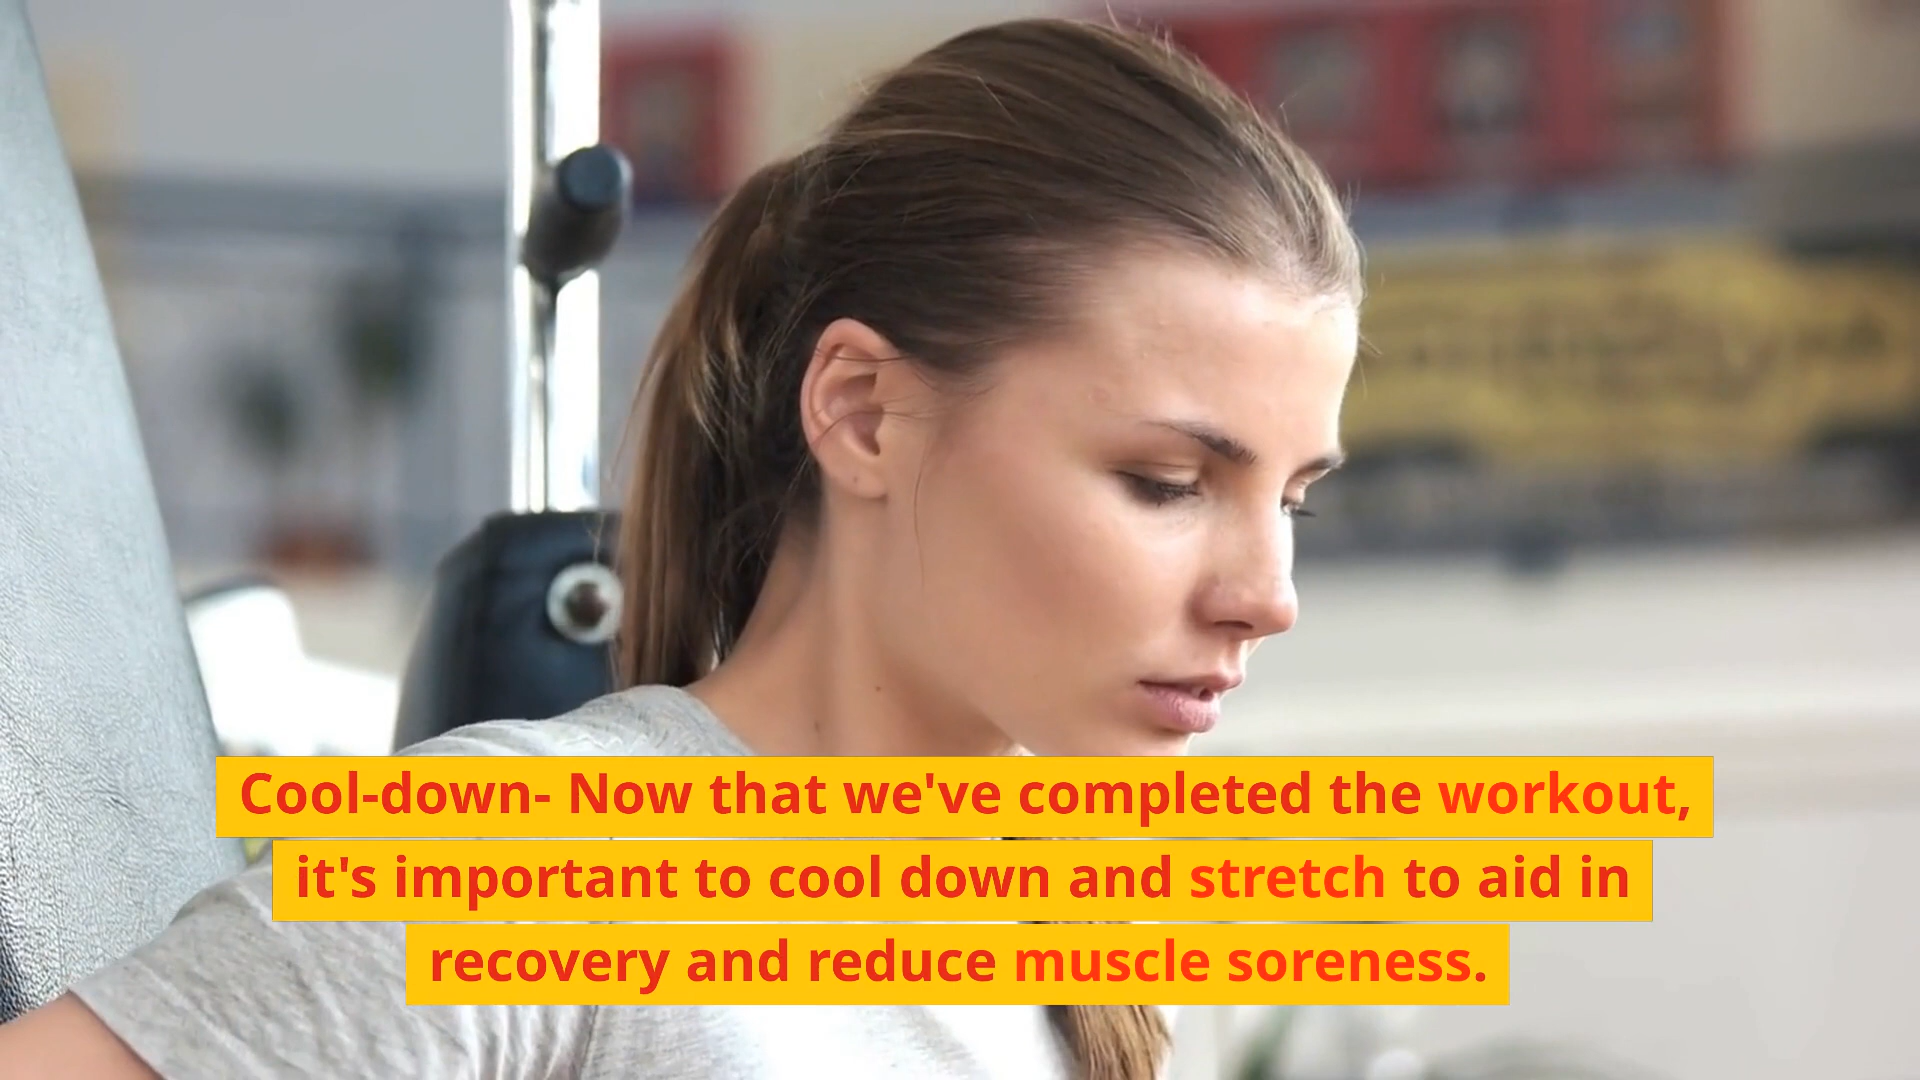 Cool-down- Now that we've completed the workout,
it's important to cool down and stretch to aid in
recovery and reduce muscle soreness.